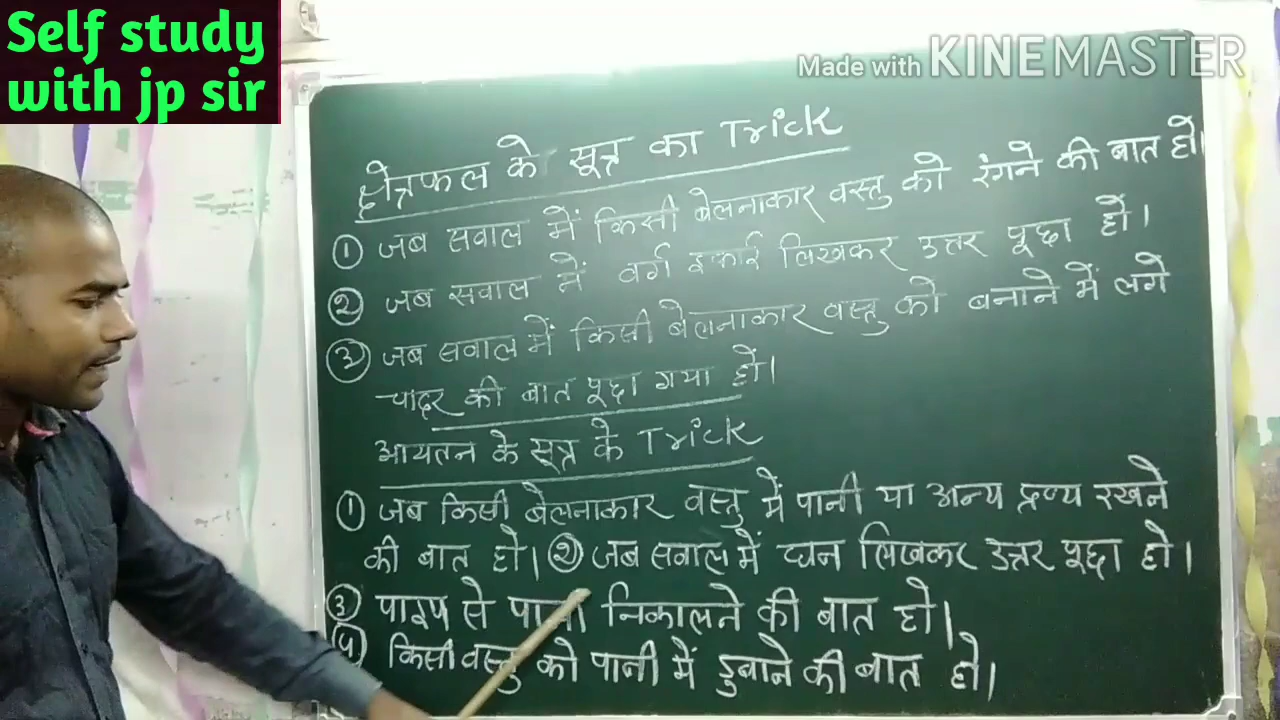 Self study
with jp sir
Made with KINEMASTER
क्षेत्रफल के सूत्र का Trick
① जब सवाल में किसी बेलनाकार वस्तु को रंगने की बात हो।
② जब सवाल में वर्ग इकाई लिखकर उत्तर पूछा हो।
③ जब सवाल में किसी बेलनाकार वस्तु को बनाने में लगे
चादर की बात पूछा गया हो।
आयतन के सूत्र के Trick
① जब किसी बेलनाकार वस्तु में पानी या अन्य द्रव्य रखने
की बात हो। ② जब सवाल में घन लिखकर उत्तर पूछा हो।
③ पाइप से पानी निकालने की बात हो।
④ किसी वस्तु को पानी में डुबाने की बात हो।